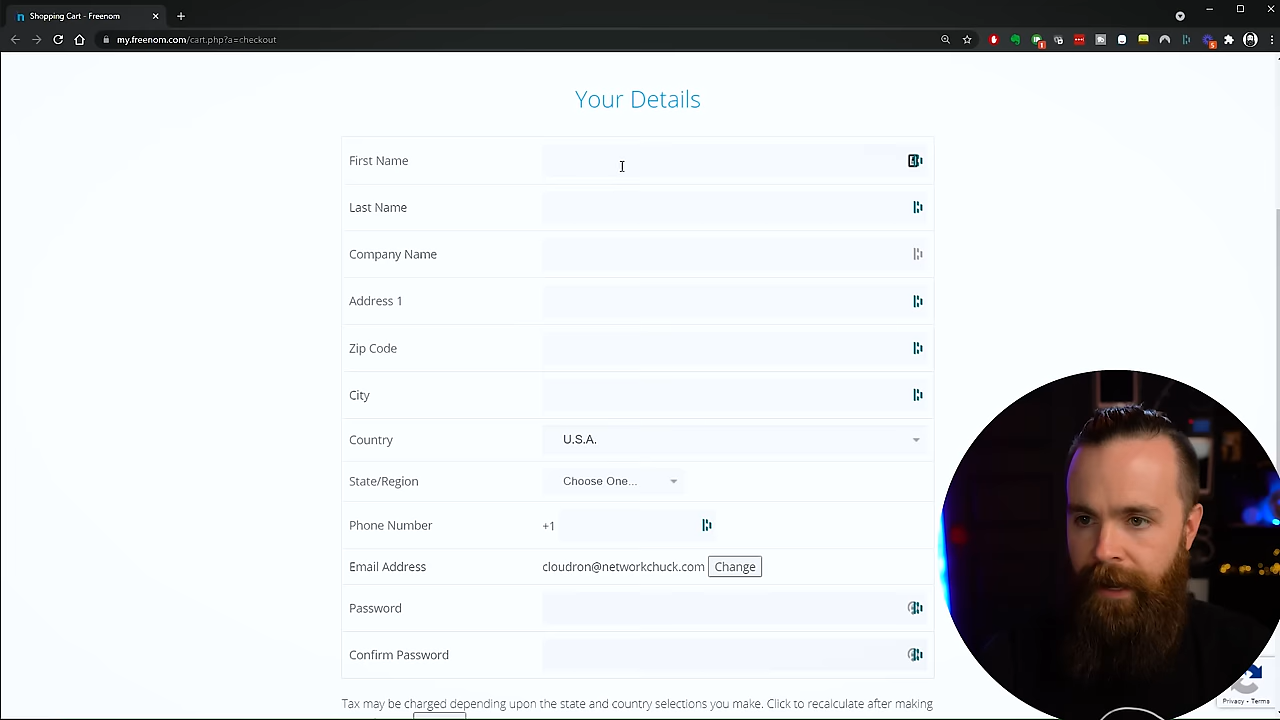 Shopping Cart - Freenom
my.freenom.com/cart.php?a=checkout
Your Details
First Name
Last Name
Company Name
Address 1
Zip Code
City
Country U.S.A.
State/Region Choose One...
Phone Number +1
Email Address cloudron@networkchuck.com Change
Password
Confirm Password
Tax may be charged depending upon the state and country selections you make. Click to recalculate after making
Privacy - Terms